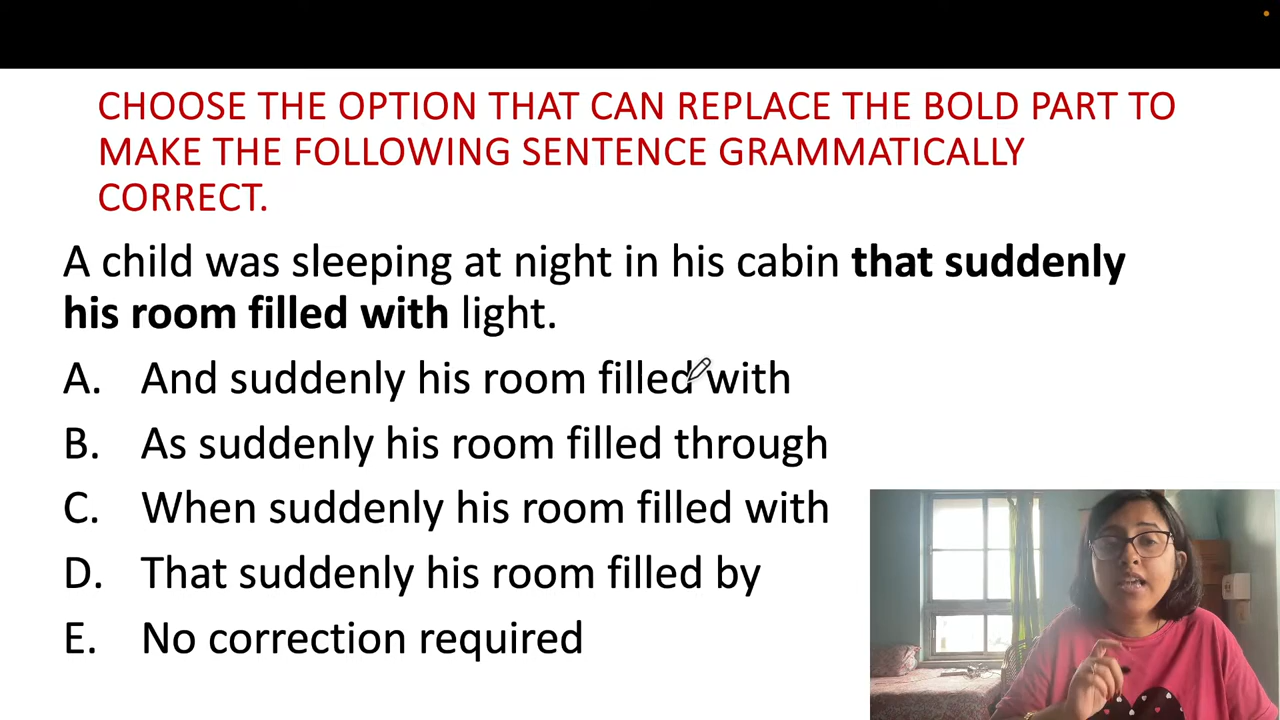 CHOOSE THE OPTION THAT CAN REPLACE THE BOLD PART TO
MAKE THE FOLLOWING SENTENCE GRAMMATICALLY
CORRECT.
A child was sleeping at night in his cabin that suddenly
his room filled with light.
A. And suddenly his room filled with
B. As suddenly his room filled through
C. When suddenly his room filled with
D. That suddenly his room filled by
E. No correction required